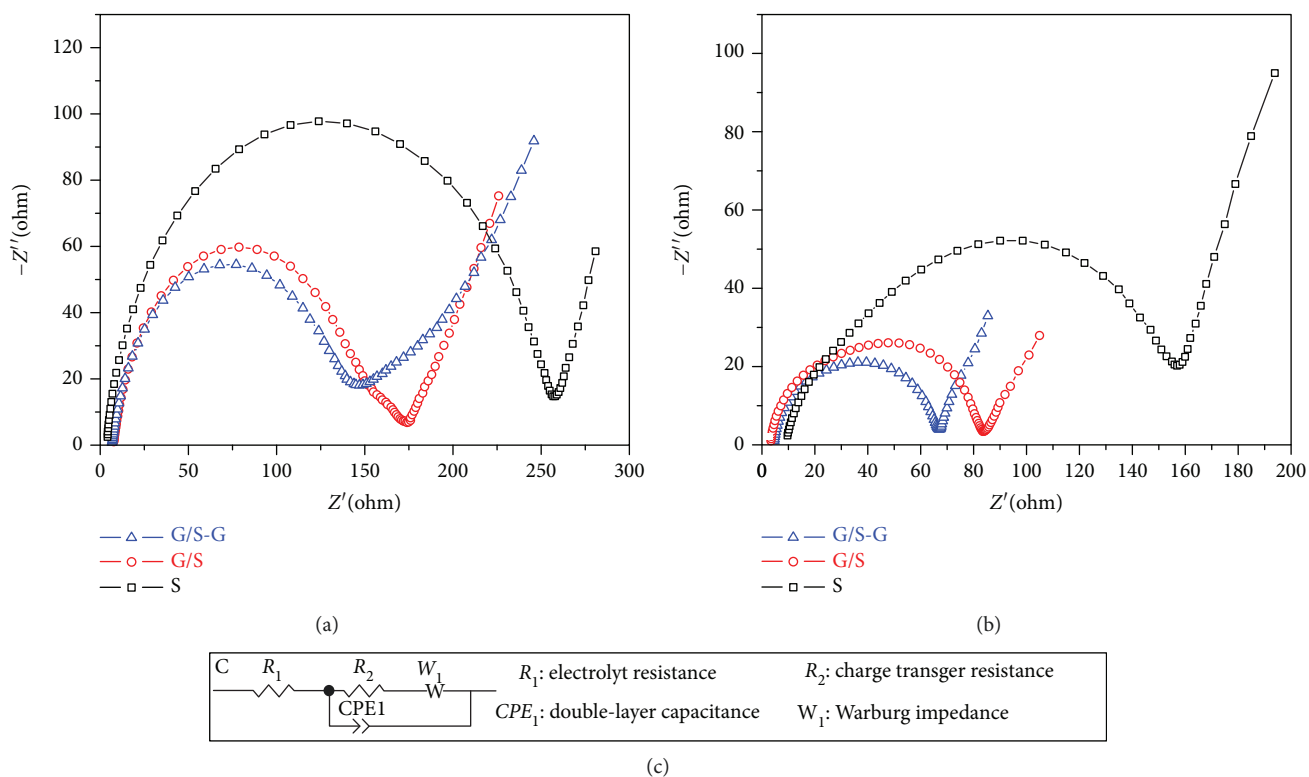 120
100
80
60
40
20
0
−Z′′(ohm)
0 50 100 150 200 250 300
Z′(ohm)
G/S-G
G/S
S
(a)
100
80
60
40
20
0
−Z′′(ohm)
0 20 40 60 80 100 120 140 160 180 200
Z′(ohm)
G/S-G
G/S
S
(b)
C R1 R2 W1
W
CPE1
R1: electrolyt resistance R2: charge transger resistance
CPE1: double-layer capacitance W1: Warburg impedance
(c)